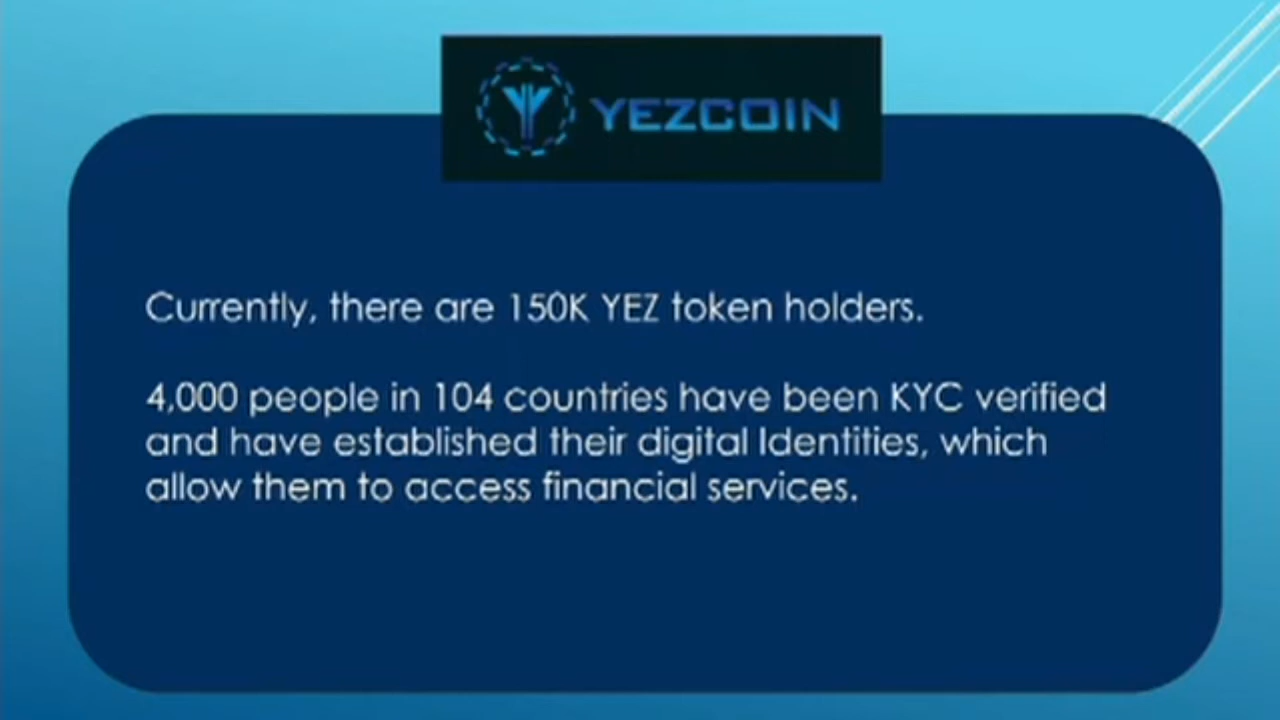 YEZCOIN
Currently, there are 150K YEZ token holders.
4,000 people in 104 countries have been KYC verified
and have established their digital Identities, which
allow them to access financial services.